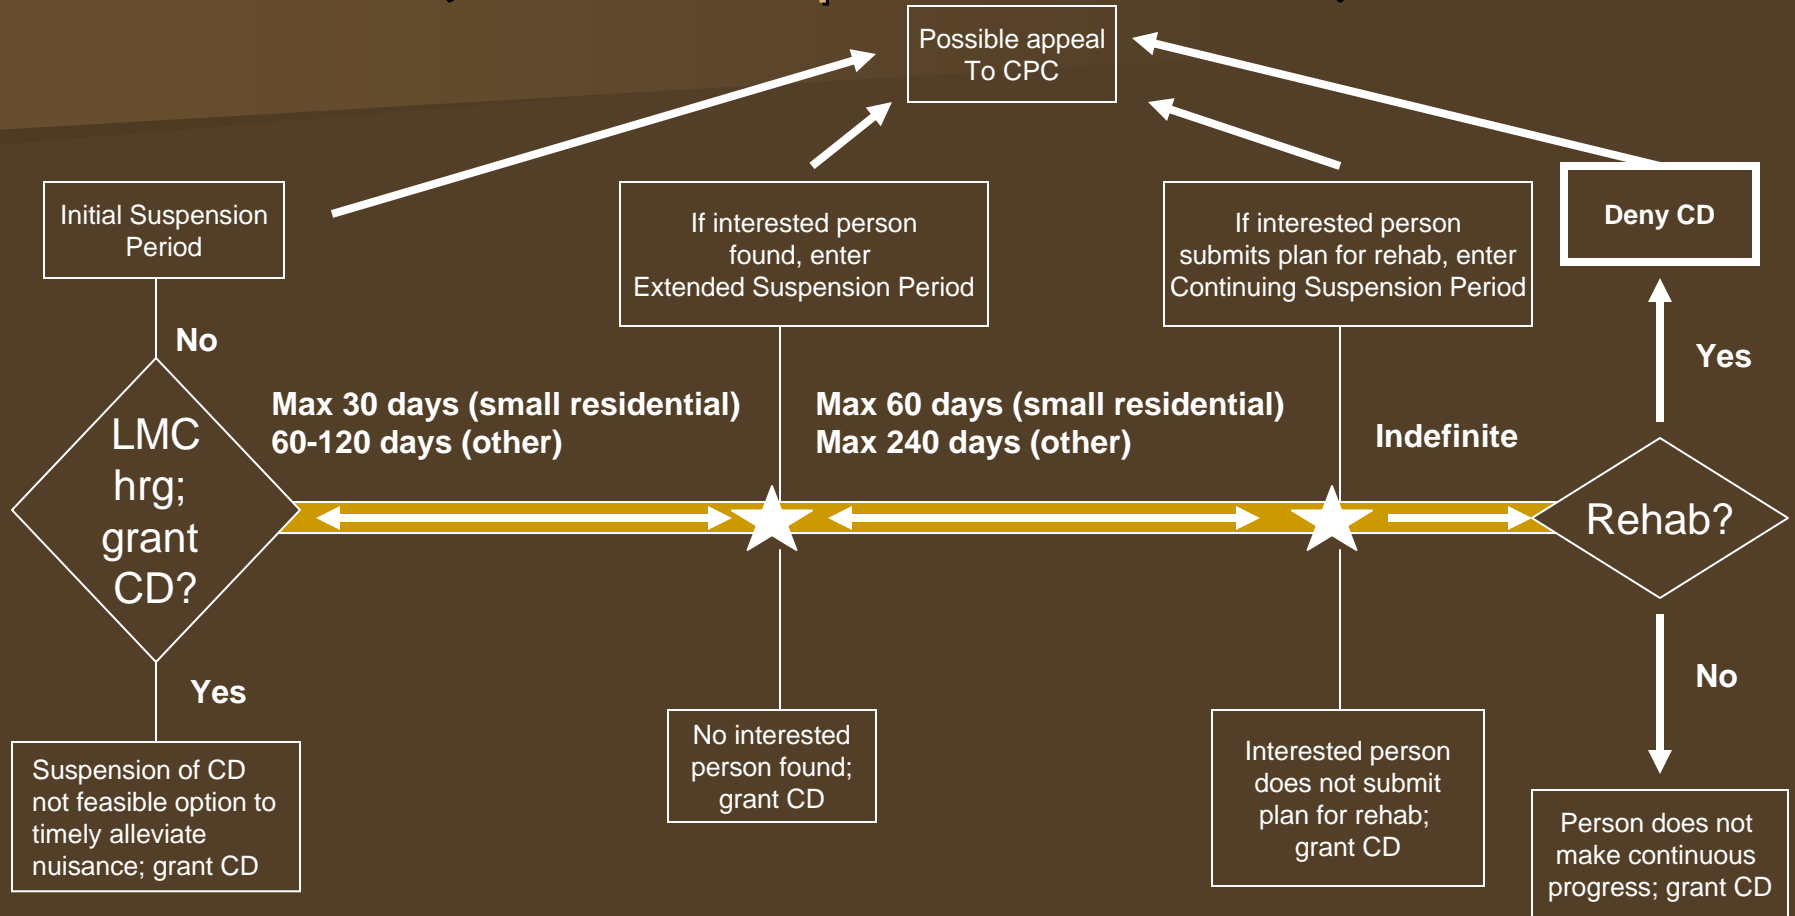 Possible appeal
To CPC
Initial Suspension
Period
If interested person
found, enter
Extended Suspension Period
If interested person
submits plan for rehab, enter
Continuing Suspension Period
Deny CD
No
Yes
LMC
hrg;
grant
CD?
Max 30 days (small residential)
60-120 days (other)
Max 60 days (small residential)
Max 240 days (other)
Indefinite
Rehab?
Yes
No
Suspension of CD
not feasible option to
timely alleviate
nuisance; grant CD
No interested
person found;
grant CD
Interested person
does not submit
plan for rehab;
grant CD
Person does not
make continuous
progress; grant CD